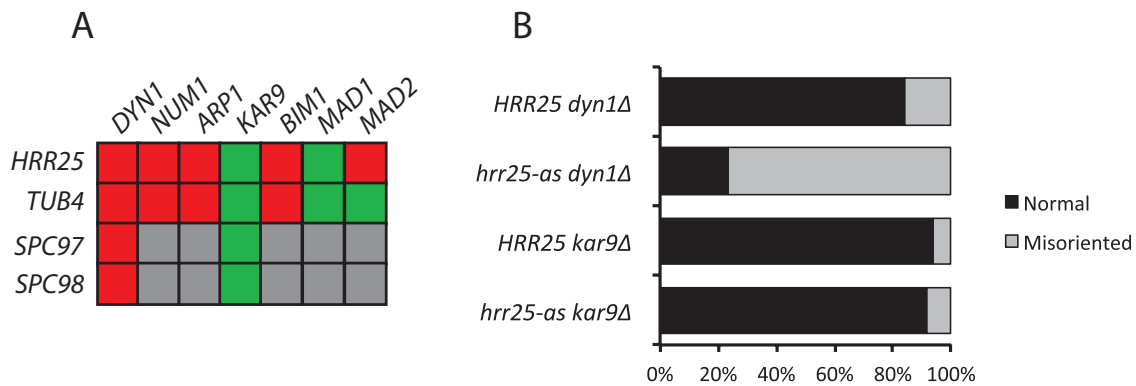 A
DYN1 NUM1 ARP1 KAR9 BIM1 MAD1 MAD2
HRR25
TUB4
SPC97
SPC98
B
HRR25 dyn1Δ
hrr25-as dyn1Δ
HRR25 kar9Δ
hrr25-as kar9Δ
0% 20% 40% 60% 80% 100%
Normal
Misoriented